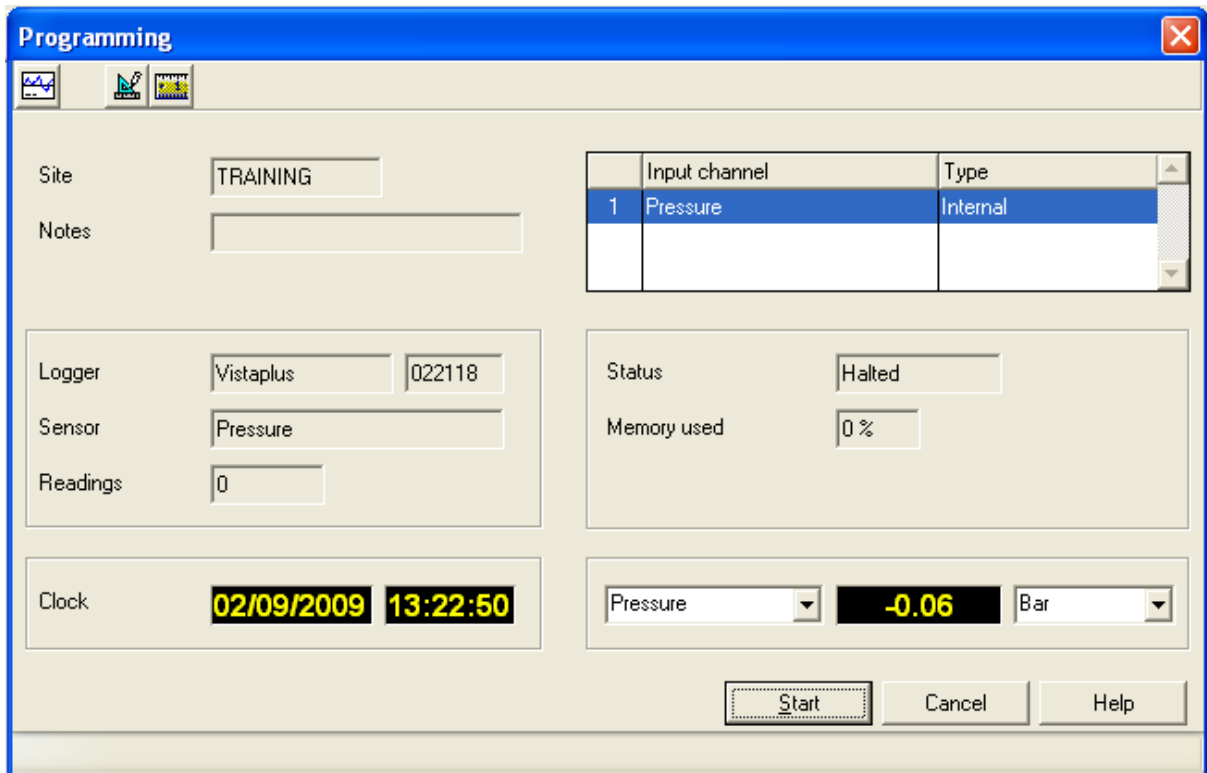 Programming
Site TRAINING
Notes
Input channel Type
1 Pressure Internal
Logger Vistaplus 022118
Sensor Pressure
Readings 0
Status Halted
Memory used 0 %
Clock 02/09/2009 13:22:50
Pressure -0.06 Bar
Start Cancel Help